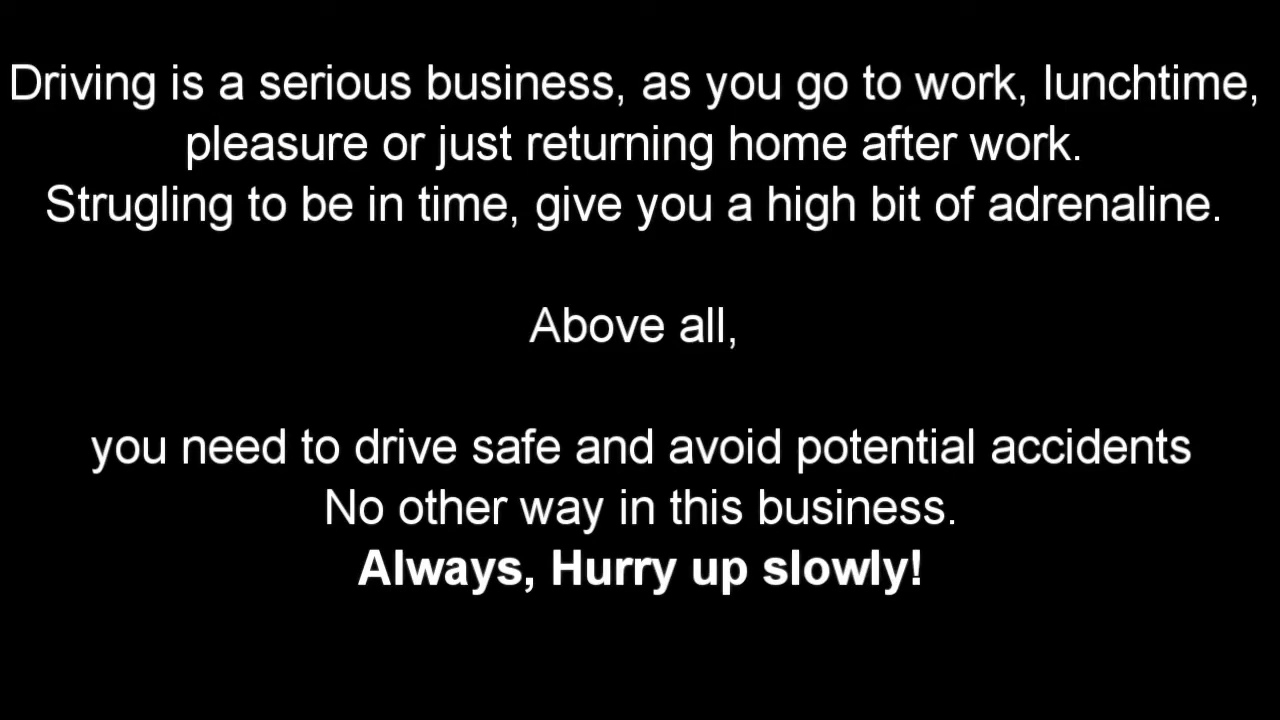 Driving is a serious business, as you go to work, lunchtime,
pleasure or just returning home after work.
Strugling to be in time, give you a high bit of adrenaline.
Above all,
you need to drive safe and avoid potential accidents
No other way in this business.
Always, Hurry up slowly!